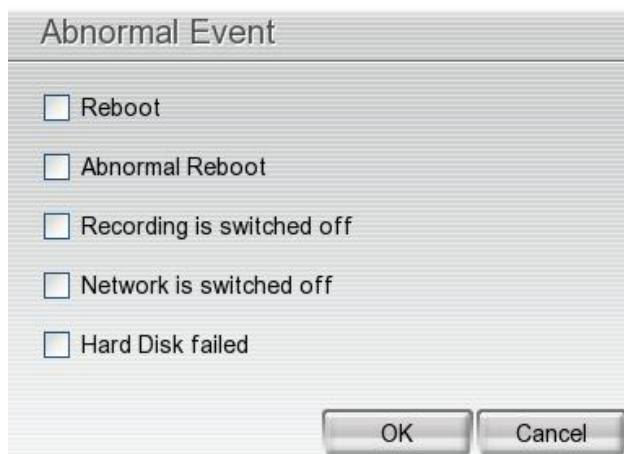 Abnormal Event
Reboot
Abnormal Reboot
Recording is switched off
Network is switched off
Hard Disk failed
OK Cancel